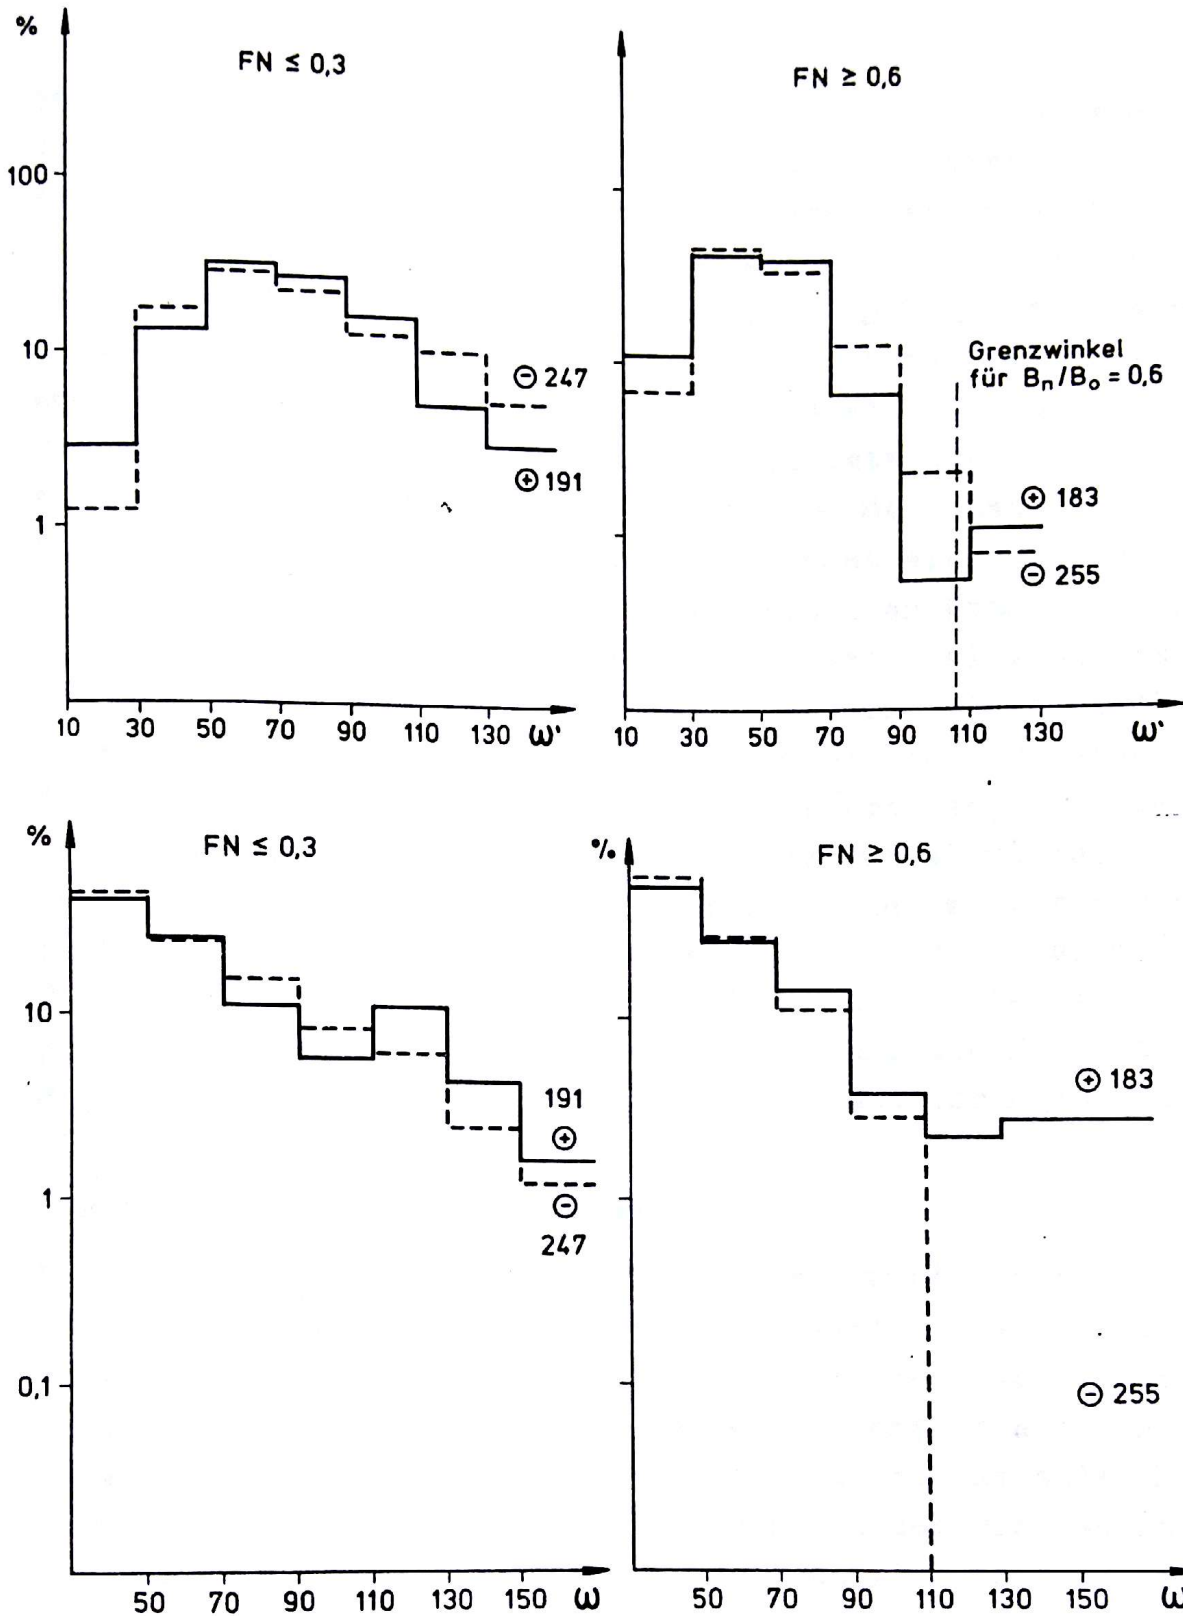 %
FN ≤ 0,3
100
10
1
⊖ 247
⊕ 191
10 30 50 70 90 110 130 ω'
FN ≥ 0,6
Grenzwinkel
für Bn/Bo = 0,6
⊕ 183
⊖ 255
10 30 50 70 90 110 130 ω'
%
FN ≤ 0,3
10
1
0,1
191
⊕
⊖
247
50 70 90 110 130 150 ω
%
FN ≥ 0,6
⊕ 183
⊖ 255
50 70 90 110 130 150 ω